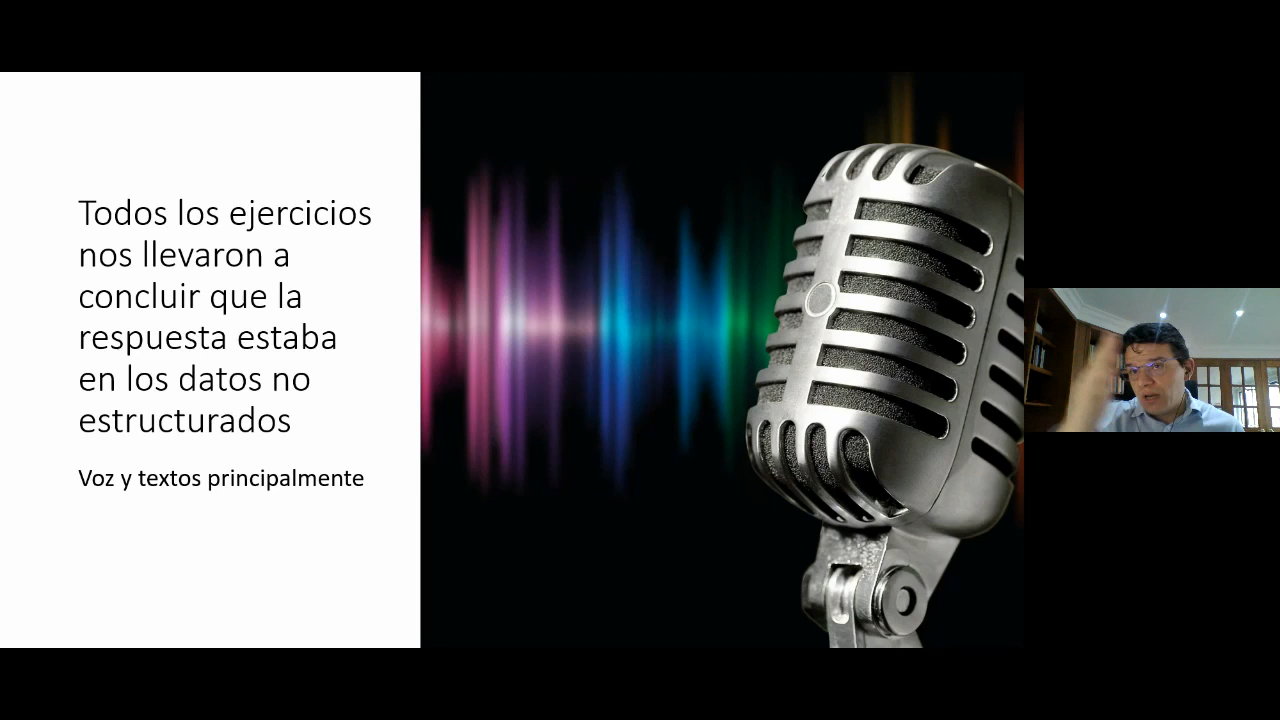 Todos los ejercicios
nos llevaron a
concluir que la
respuesta estaba
en los datos no
estructurados
Voz y textos principalmente